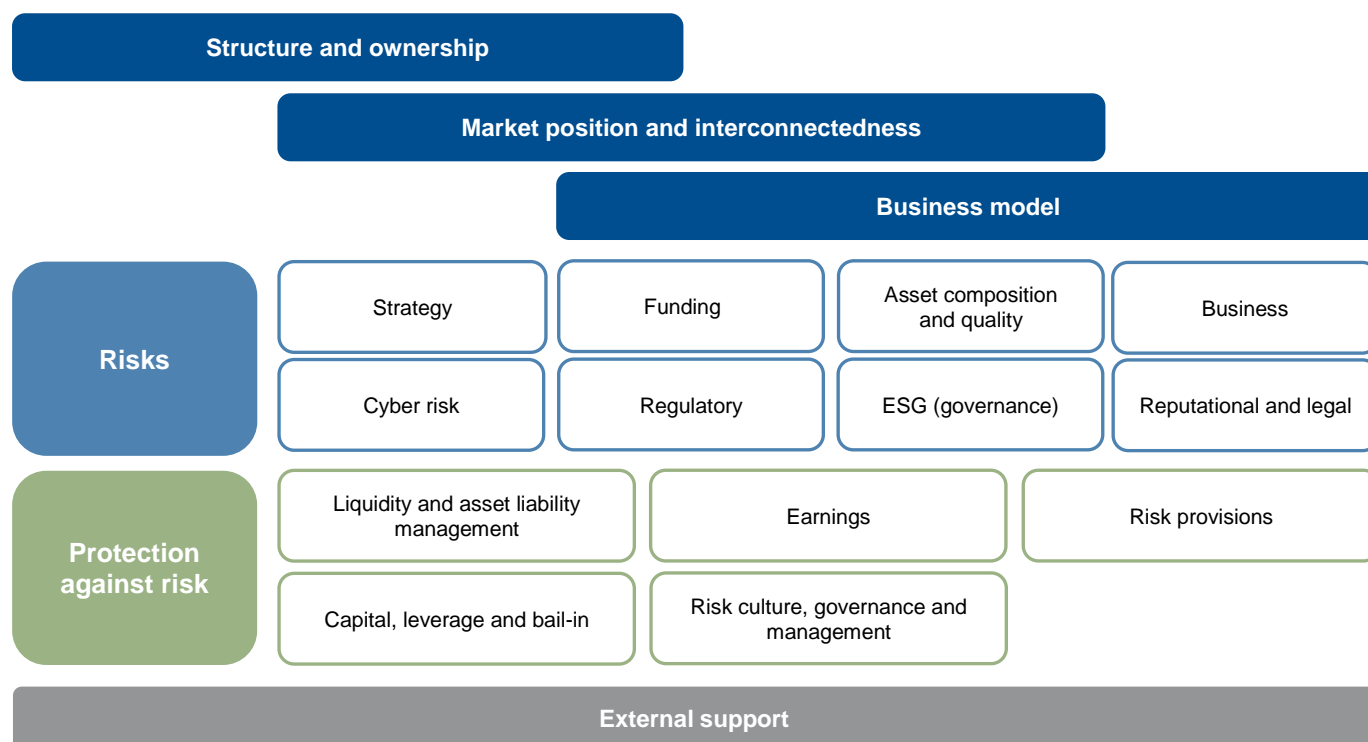 Structure and ownership
Market position and interconnectedness
Business model
Risks
Strategy
Funding
Asset composition
and quality
Business
Cyber risk
Regulatory
ESG (governance)
Reputational and legal
Protection
against risk
Liquidity and asset liability
management
Earnings
Risk provisions
Capital, leverage and bail-in
Risk culture, governance and
management
External support